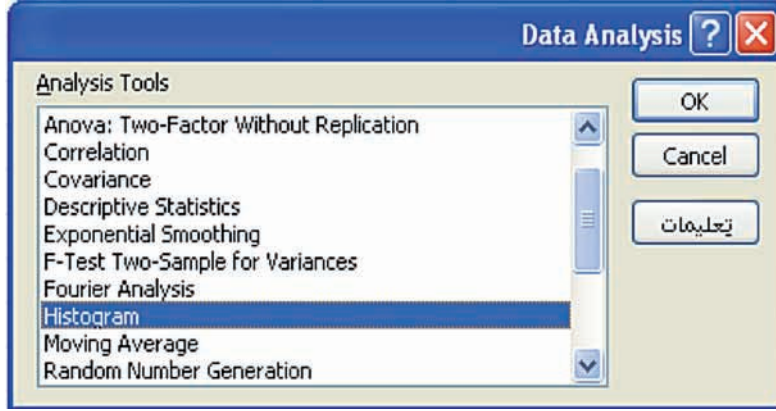 Data Analysis
Analysis Tools
Anova: Two-Factor Without Replication
Correlation
Covariance
Descriptive Statistics
Exponential Smoothing
F-Test Two-Sample for Variances
Fourier Analysis
Histogram
Moving Average
Random Number Generation
OK
Cancel
تعليمات